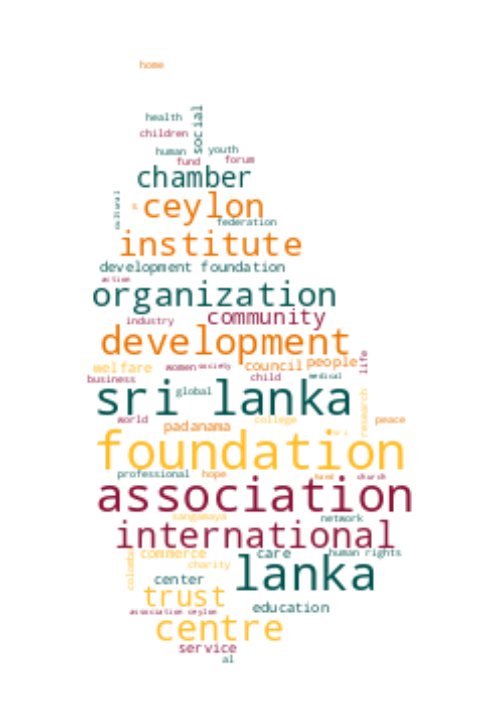 home
health
social
children
human youth
fund forum
chamber
cultural
ceylon
federation
institute
development foundation
action
organization
industry community
development
welfare women society council people life
business child medical
global
sri lanka
world padanama college research peace
foundation
professional hope hand church
association
sangamaya network
international
colombo commerce care human rights
charity
center lanka
trust
association ceylon education
centre
service
al